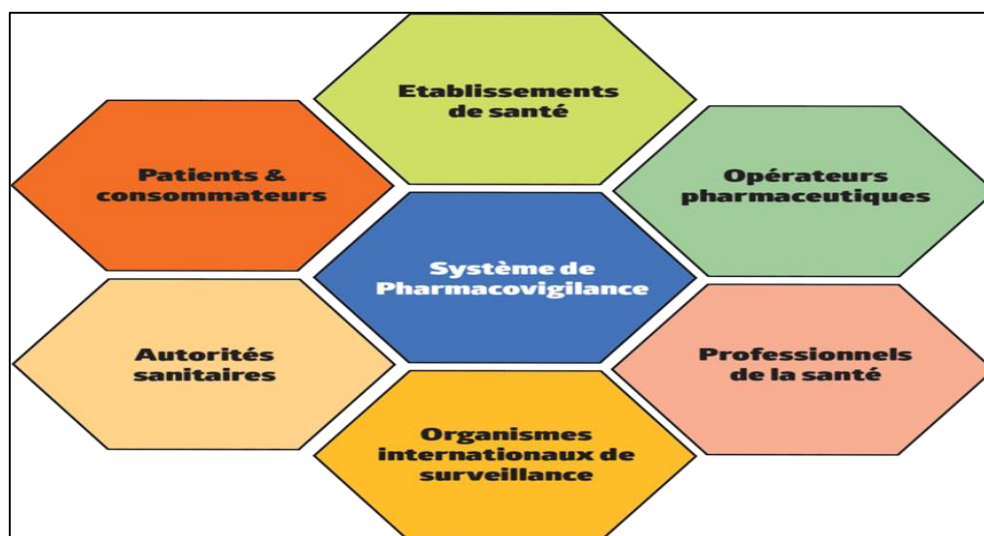 Etablissements
de santé
Patients &
consommateurs
Opérateurs
pharmaceutiques
Système de
Pharmacovigilance
Autorités
sanitaires
Professionnels
de la santé
Organismes
internationaux de
surveillance